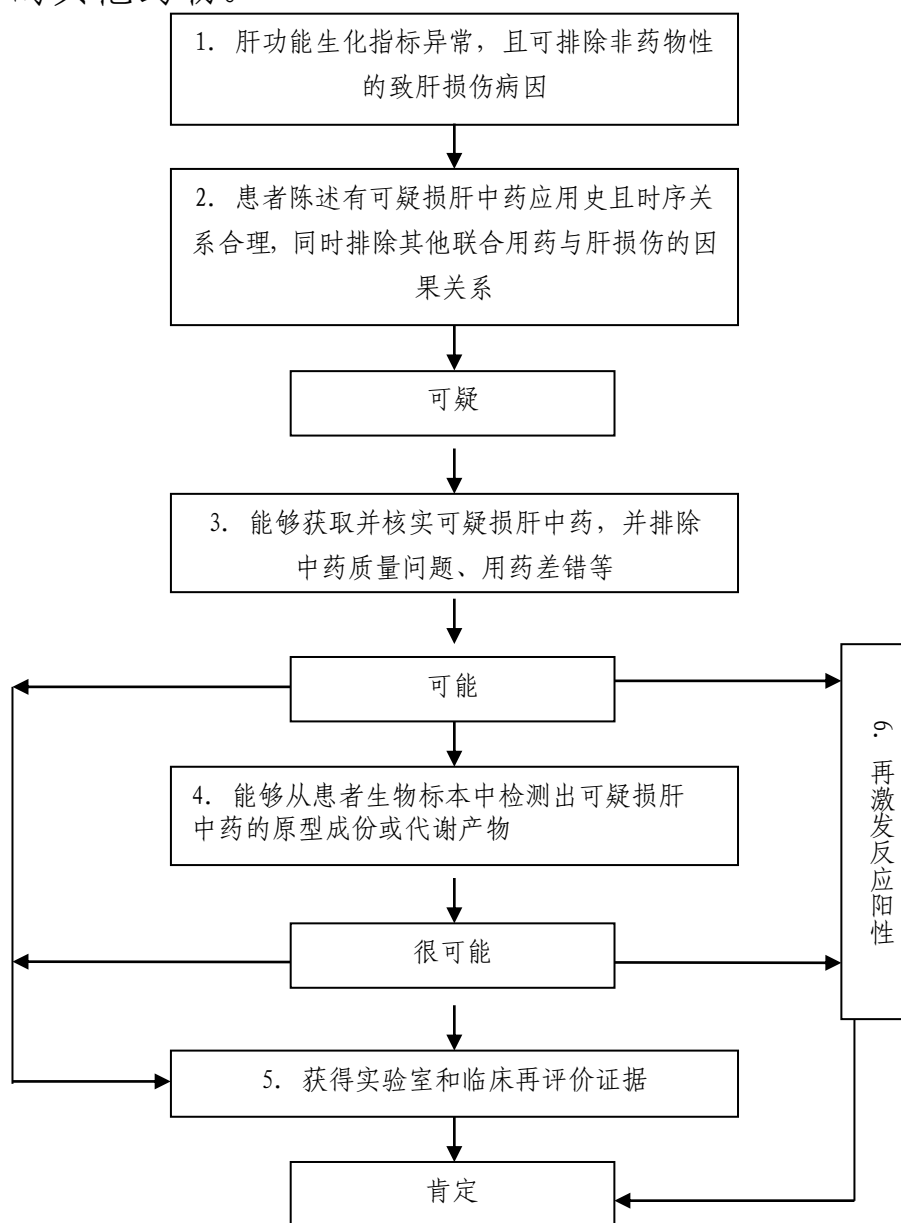 的其他药物。
1. 肝功能生化指标异常，且可排除非药物性
的致肝损伤病因
2. 患者陈述有可疑损肝中药应用史且时序关
系合理，同时排除其他联合用药与肝损伤的因
果关系
可疑
3. 能够获取并核实可疑损肝中药，并排除
中药质量问题、用药差错等
可能
4. 能够从患者生物标本中检测出可疑损肝
中药的原型成份或代谢产物
很可能
5. 获得实验室和临床再评价证据
肯定
6. 再激发反应阳性